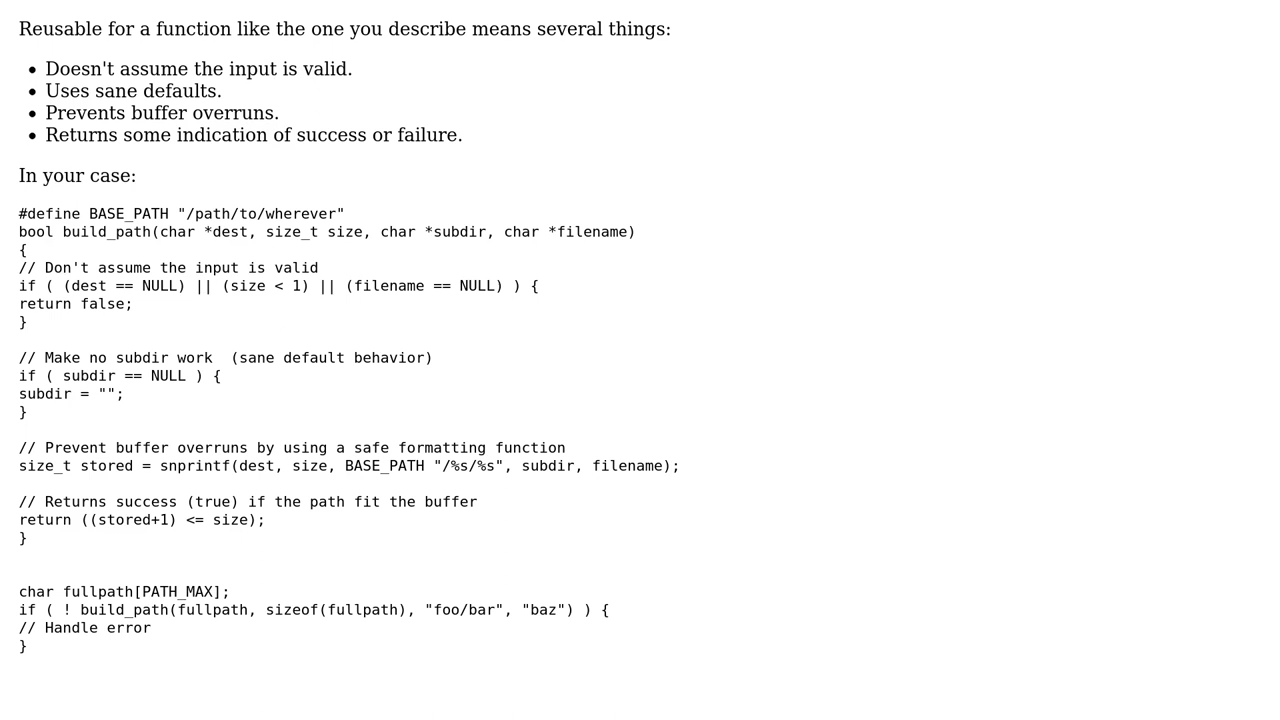 Reusable for a function like the one you describe means several things:
• Doesn't assume the input is valid.
• Uses sane defaults.
• Prevents buffer overruns.
• Returns some indication of success or failure.
In your case:
#define BASE_PATH "/path/to/wherever"
bool build_path(char *dest, size_t size, char *subdir, char *filename)
{
// Don't assume the input is valid
if ( (dest == NULL) || (size < 1) || (filename == NULL) ) {
return false;
}
// Make no subdir work  (sane default behavior)
if ( subdir == NULL ) {
subdir = "";
}
// Prevent buffer overruns by using a safe formatting function
size_t stored = snprintf(dest, size, BASE_PATH "/%s/%s", subdir, filename);
// Returns success (true) if the path fit the buffer
return ((stored+1) <= size);
}
char fullpath[PATH_MAX];
if ( ! build_path(fullpath, sizeof(fullpath), "foo/bar", "baz") ) {
// Handle error
}